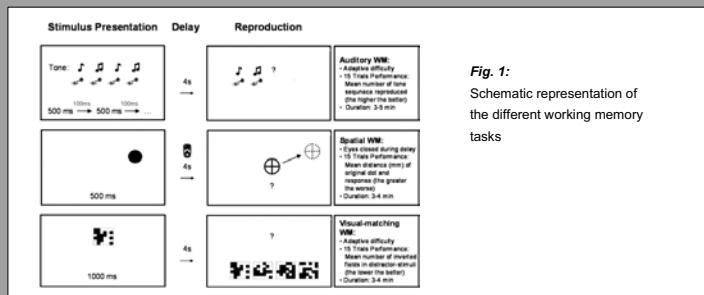 Stimulus Presentation
Delay
Reproduction
Tone:
100ms
100ms
500 ms
500 ms
...
4s
?
Auditory WM:
- Adaptive difficulty
- 15 Trials Performance:
Mean number of tone
sequnece reproduced
(the higher the better)
- Duration: 3-5 min
500 ms
4s
?
Spatial WM:
- Eyes closed during delay
- 15 Trials Performance:
Mean distance (mm) of
original dot and
response (the greater
the worse)
- Duration: 3-4 min
1000 ms
4s
?
Visual-matching
WM:
- Adaptive difficulty
- 15 Trials Performance:
Mean number of inverted
fields in distractor-stimuli
(the lower the better)
- Duration: 3-4 min
Fig. 1:
Schematic representation of
the different working memory
tasks